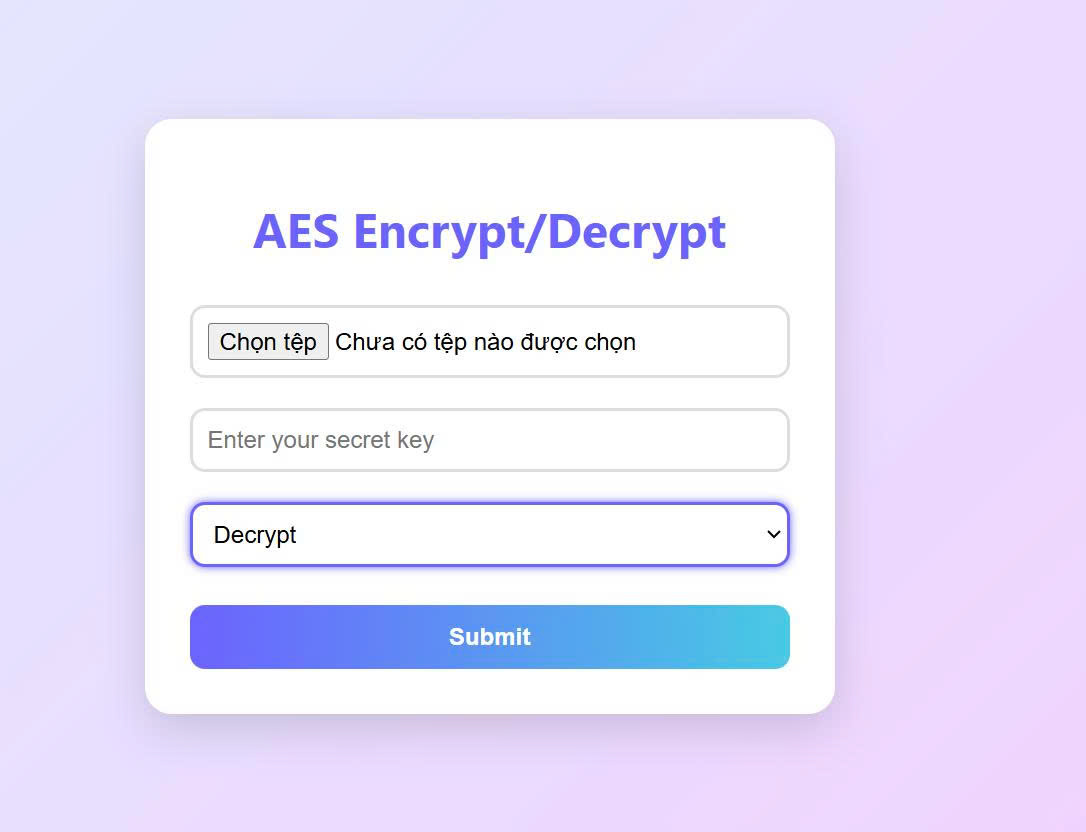 AES Encrypt/Decrypt
Chọn tệp Chưa có tệp nào được chọn
Enter your secret key
Decrypt
Submit